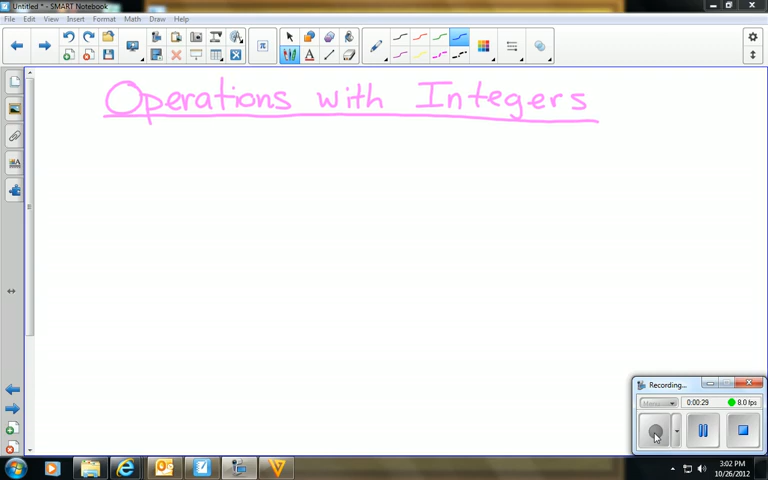 Untitled * - SMART Notebook
File Edit View Insert Format Math Draw Help
Operations with Integers
Recording...
Menu 0:00:29 8.0 fps
3:02 PM
10/26/2012